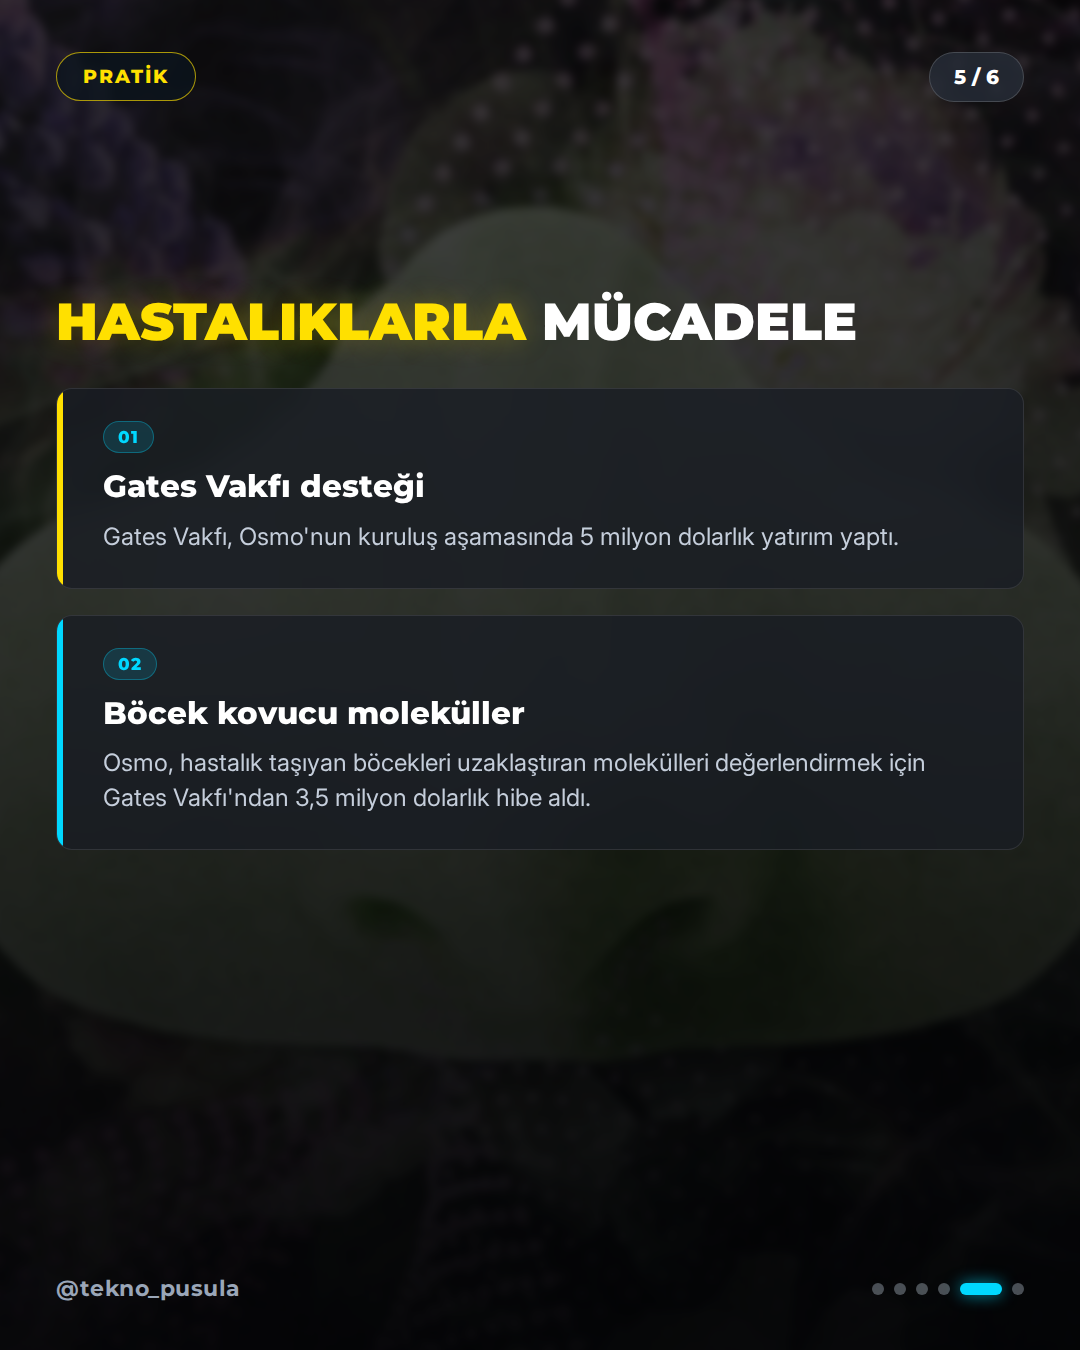 PRATİK
5 / 6
HASTALIKLARLA MÜCADELE
01
Gates Vakfı desteği
Gates Vakfı, Osmo'nun kuruluş aşamasında 5 milyon dolarlık yatırım yaptı.
02
Böcek kovucu moleküller
Osmo, hastalık taşıyan böcekleri uzaklaştıran molekülleri değerlendirmek için
Gates Vakfı'ndan 3,5 milyon dolarlık hibe aldı.
@tekno_pusula